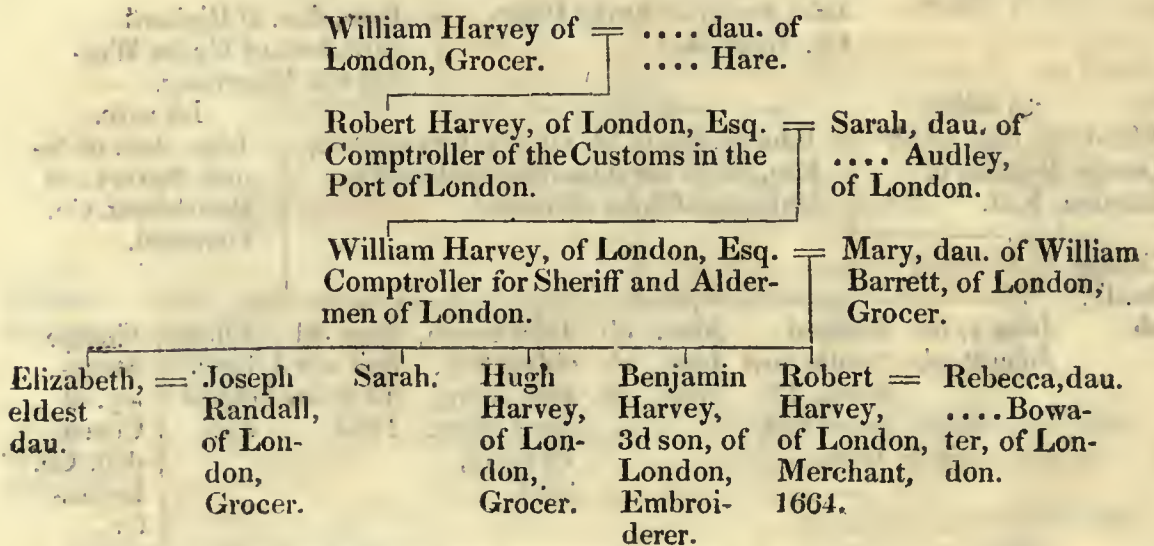 William Harvey of = .... dau. of
London, Grocer. .... Hare.
Robert Harvey, of London, Esq. = Sarah, dau. of
Comptroller of the Customs in the .... Audley,
Port of London. of London.
William Harvey, of London, Esq. = Mary, dau. of William
Comptroller for Sheriff and Alder- Barrett, of London,
men of London. Grocer.
Elizabeth, = Joseph Sarah. Hugh Benjamin Robert = Rebecca, dau.
eldest Randall, Harvey, Harvey, Harvey, ....Bowa-
dau. of Lon- of Lon- 3d son, of of London, ter, of Lon-
don, don, London, Merchant, don.
Grocer. Grocer. Embroi- 1664.
derer.